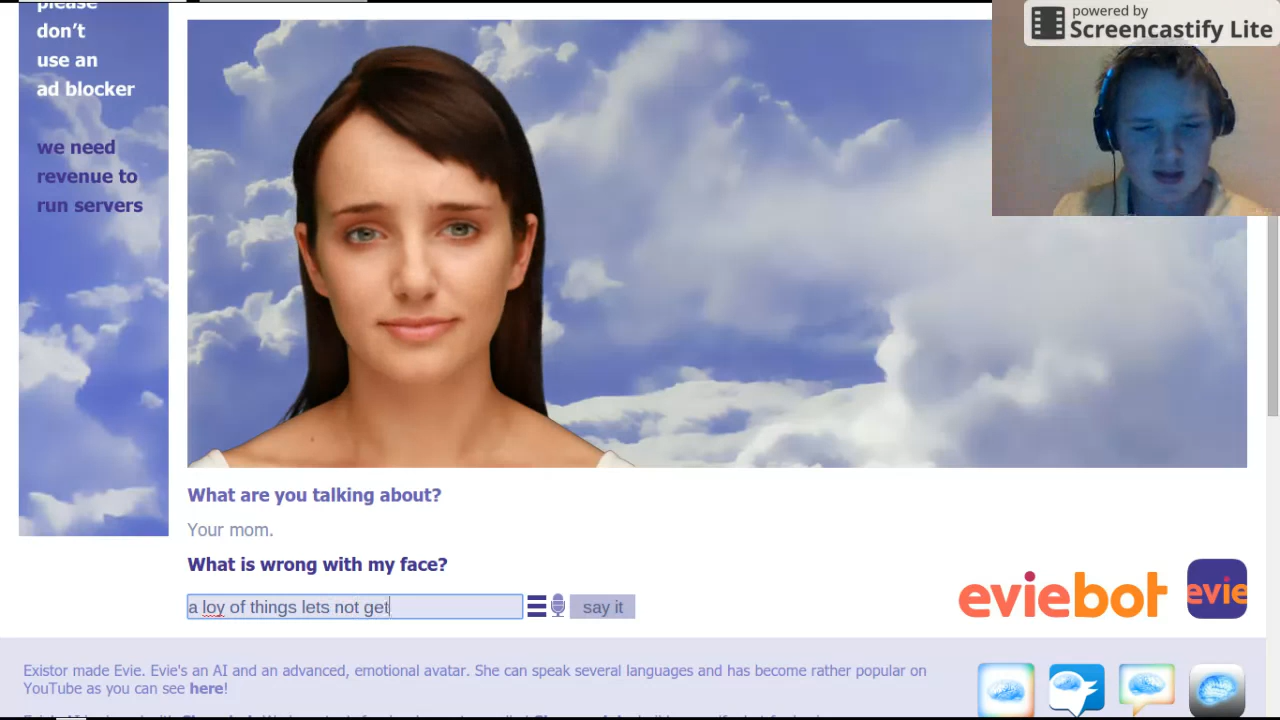 please
don't
use an
ad blocker
we need
revenue to
run servers
powered by
Screencastify Lite
What are you talking about?
Your mom.
What is wrong with my face?
a loy of things lets not get
say it
eviebot
evie
Existor made Evie. Evie's an AI and an advanced, emotional avatar. She can speak several languages and has become rather popular on
YouTube as you can see here!